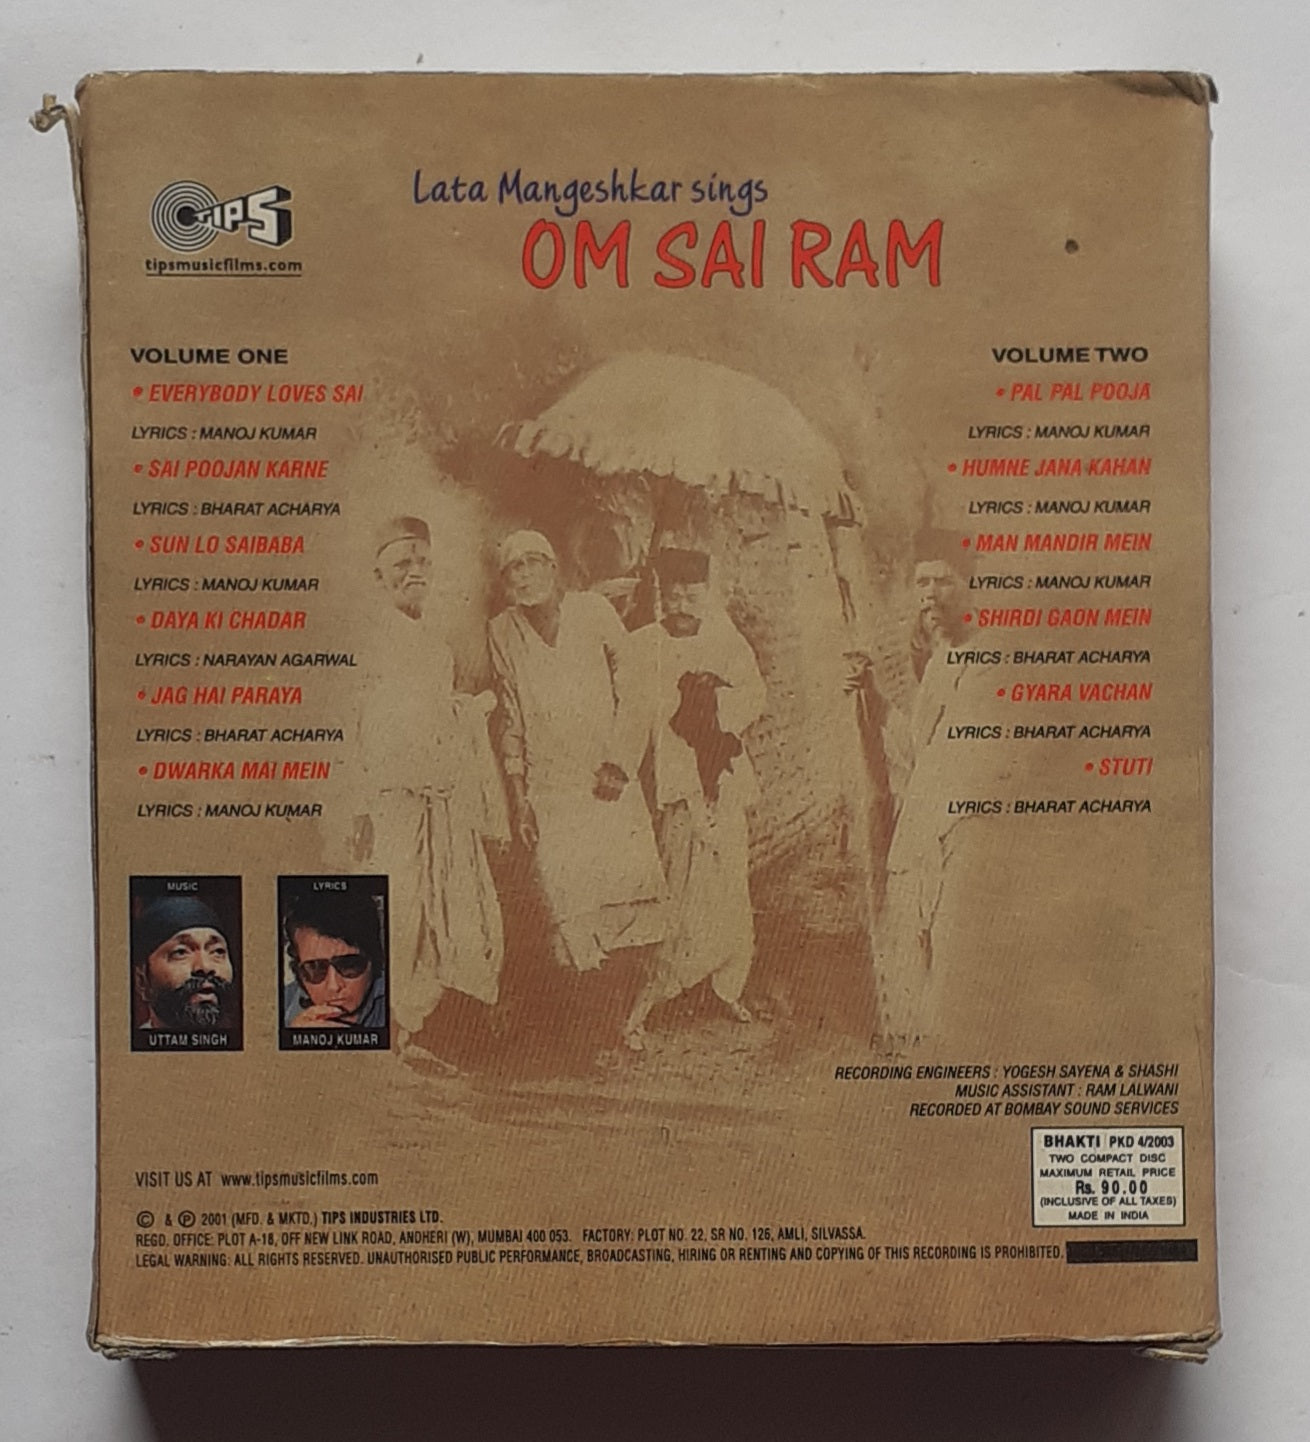 TIPS
tipsmusicfilms.com
Lata Mangeshkar sings
OM SAI RAM
VOLUME ONE
• EVERYBODY LOVES SAI
LYRICS : MANOJ KUMAR
• SAI POOJAN KARNE
LYRICS : BHARAT ACHARYA
• SUN LO SAIBABA
LYRICS : MANOJ KUMAR
• DAYA KI CHADAR
LYRICS : NARAYAN AGARWAL
• JAG HAI PARAYA
LYRICS : BHARAT ACHARYA
• DWARKA MAI MEIN
LYRICS : MANOJ KUMAR
VOLUME TWO
• PAL PAL POOJA
LYRICS : MANOJ KUMAR
• HUMNE JANA KAHAN
LYRICS : MANOJ KUMAR
• MAN MANDIR MEIN
LYRICS : MANOJ KUMAR
• SHIRDI GAON MEIN
LYRICS : BHARAT ACHARYA
• GYARA VACHAN
LYRICS : BHARAT ACHARYA
• STUTI
LYRICS : BHARAT ACHARYA
MUSIC
UTTAM SINGH
LYRICS
MANOJ KUMAR
RECORDING ENGINEERS : YOGESH SAYENA & SHASHI
MUSIC ASSISTANT : RAM LALWANI
RECORDED AT BOMBAY SOUND SERVICES
BHAKTI PKD 4/2003
TWO COMPACT DISC
MAXIMUM RETAIL PRICE
Rs. 90.00
(INCLUSIVE OF ALL TAXES)
MADE IN INDIA
VISIT US AT www.tipsmusicfilms.com
© & ℗ 2001 (MFD. & MKTD.) TIPS INDUSTRIES LTD.
REGD. OFFICE: PLOT A-18, OFF NEW LINK ROAD, ANDHERI (W), MUMBAI 400 053. FACTORY: PLOT NO. 22, SR NO. 126, AMLI, SILVASSA.
LEGAL WARNING: ALL RIGHTS RESERVED. UNAUTHORISED PUBLIC PERFORMANCE, BROADCASTING, HIRING OR RENTING AND COPYING OF THIS RECORDING IS PROHIBITED.